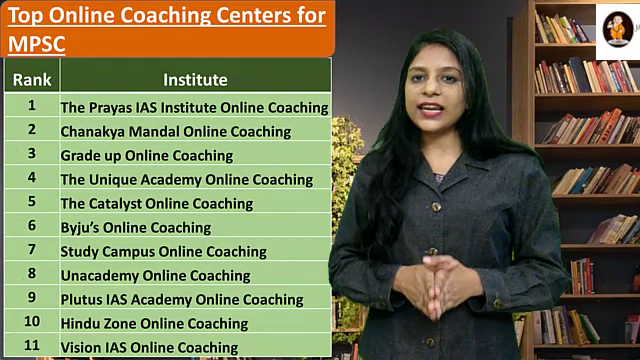 Top Online Coaching Centers for
MPSC
Rank Institute
1 The Prayas IAS Institute Online Coaching
2 Chanakya Mandal Online Coaching
3 Grade up Online Coaching
4 The Unique Academy Online Coaching
5 The Catalyst Online Coaching
6 Byju's Online Coaching
7 Study Campus Online Coaching
8 Unacademy Online Coaching
9 Plutus IAS Academy Online Coaching
10 Hindu Zone Online Coaching
11 Vision IAS Online Coaching